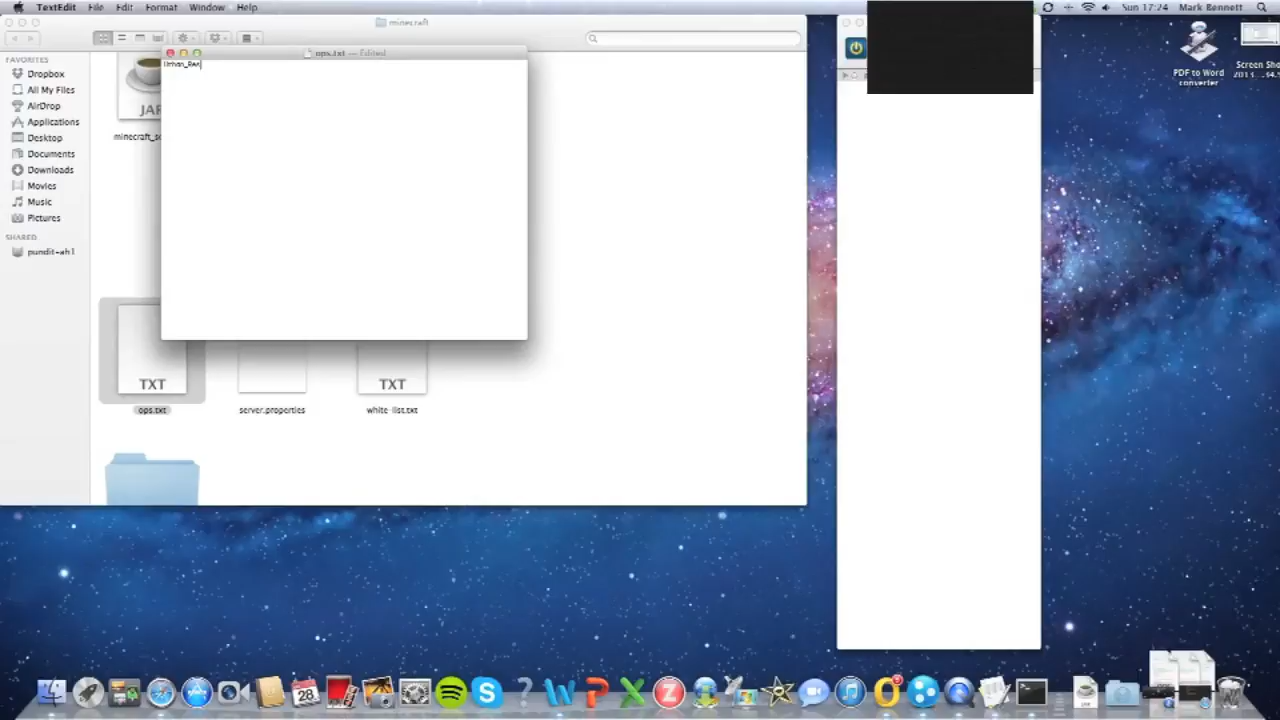 TextEdit File Edit Format Window Help
Sun 17:24 Mark Bennett
minecraft
ops.txt — Edited
FAVORITES
Dropbox
All My Files
AirDrop
Applications
Desktop
Documents
Downloads
Movies
Music
Pictures
SHARED
pundit-ah1
JAR
TXT
ops.txt
server.properties
TXT
white-list.txt
PDF to Word
converter
Screen Sho
28